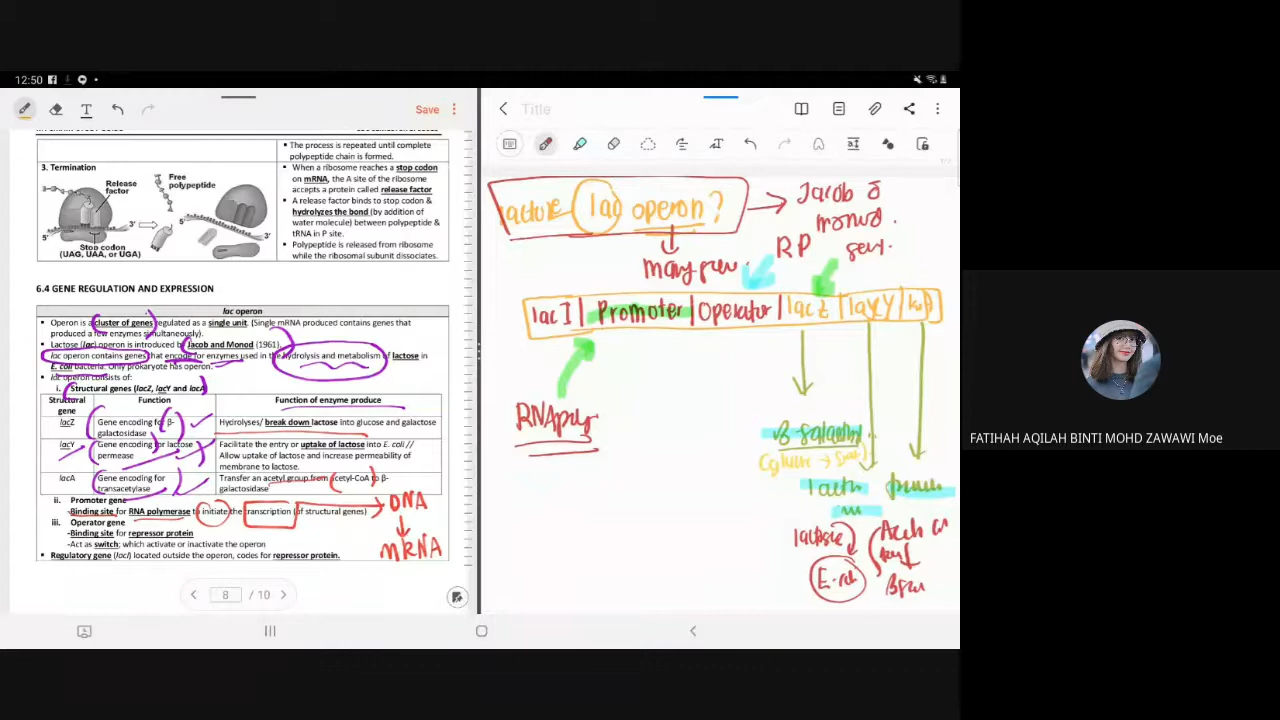 12:50
Save
3. Termination
Release factor
Free polypeptide
5'
3'
5'
3'
Stop codon
(UAG, UAA, or UGA)
▪ The process is repeated until complete
polypeptide chain is formed.
▪ When a ribosome reaches a stop codon
on mRNA, the A site of the ribosome
accepts a protein called release factor
▪ A release factor binds to stop codon &
hydrolyzes the bond (by addition of
water molecule) between polypeptide &
tRNA in P site.
▪ Polypeptide is released from ribosome
while the ribosomal subunit dissociates.
6.4 GENE REGULATION AND EXPRESSION
lac operon
• Operon is a cluster of genes regulated as a single unit. (Single mRNA produced contains genes that
produced a few enzymes simultaneously).
• Lactose (lac) operon is introduced by Jacob and Monod (1961).
• lac operon contains genes that encode for enzymes used in the hydrolysis and metabolism of lactose in
E. coli bacteria. Only prokaryote has operon.
• lac operon consists of:
i. Structural genes (lacZ, lacY and lacA)
Structural gene
Function
Function of enzyme produce
lacZ
Gene encoding for β-
galactosidase
Hydrolyses/ break down lactose into glucose and galactose
lacY
Gene encoding for lactose
permease
Facilitate the entry or uptake of lactose into E. coli //
Allow uptake of lactose and increase permeability of
membrane to lactose.
lacA
Gene encoding for
transacetylase
Transfer an acetyl group from acetyl-CoA to β-
galactosidase
ii. Promoter gene
-Binding site for RNA polymerase to initiate the transcription (of structural genes)
iii. Operator gene
-Binding site for repressor protein
-Act as switch; which activate or inactivate the operon
• Regulatory gene (lacI) located outside the operon, codes for repressor protein.
DNA
mRNA
8 / 10
Title
lac operon?
Jacob &
monod
RP
lac I
Promoter
Operator
lac Z
lactose
E. coli
FATIHAH AQILAH BINTI MOHD ZAWAWI Moe